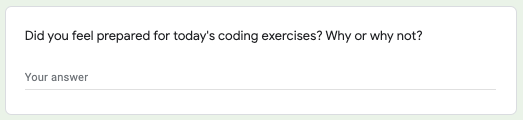 Did you feel prepared for today's coding exercises? Why or why not?
Your answer